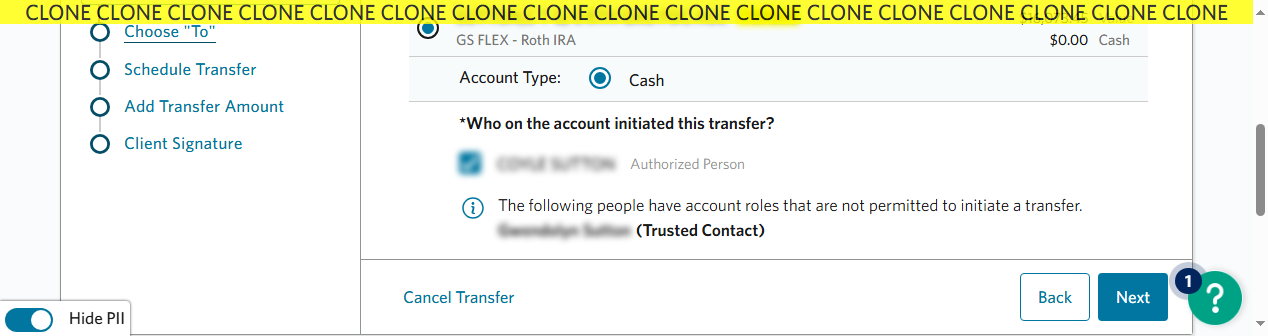 CLONE CLONE CLONE CLONE CLONE CLONE CLONE CLONE CLONE CLONE CLONE CLONE CLONE CLONE CLONE CLONE CLONE
Choose "To"
Schedule Transfer
Add Transfer Amount
Client Signature
GS FLEX - Roth IRA
$0.00 Cash
Account Type: Cash
*Who on the account initiated this transfer?
Authorized Person
The following people have account roles that are not permitted to initiate a transfer.
(Trusted Contact)
Cancel Transfer
Back
Next
1
?
Hide PII